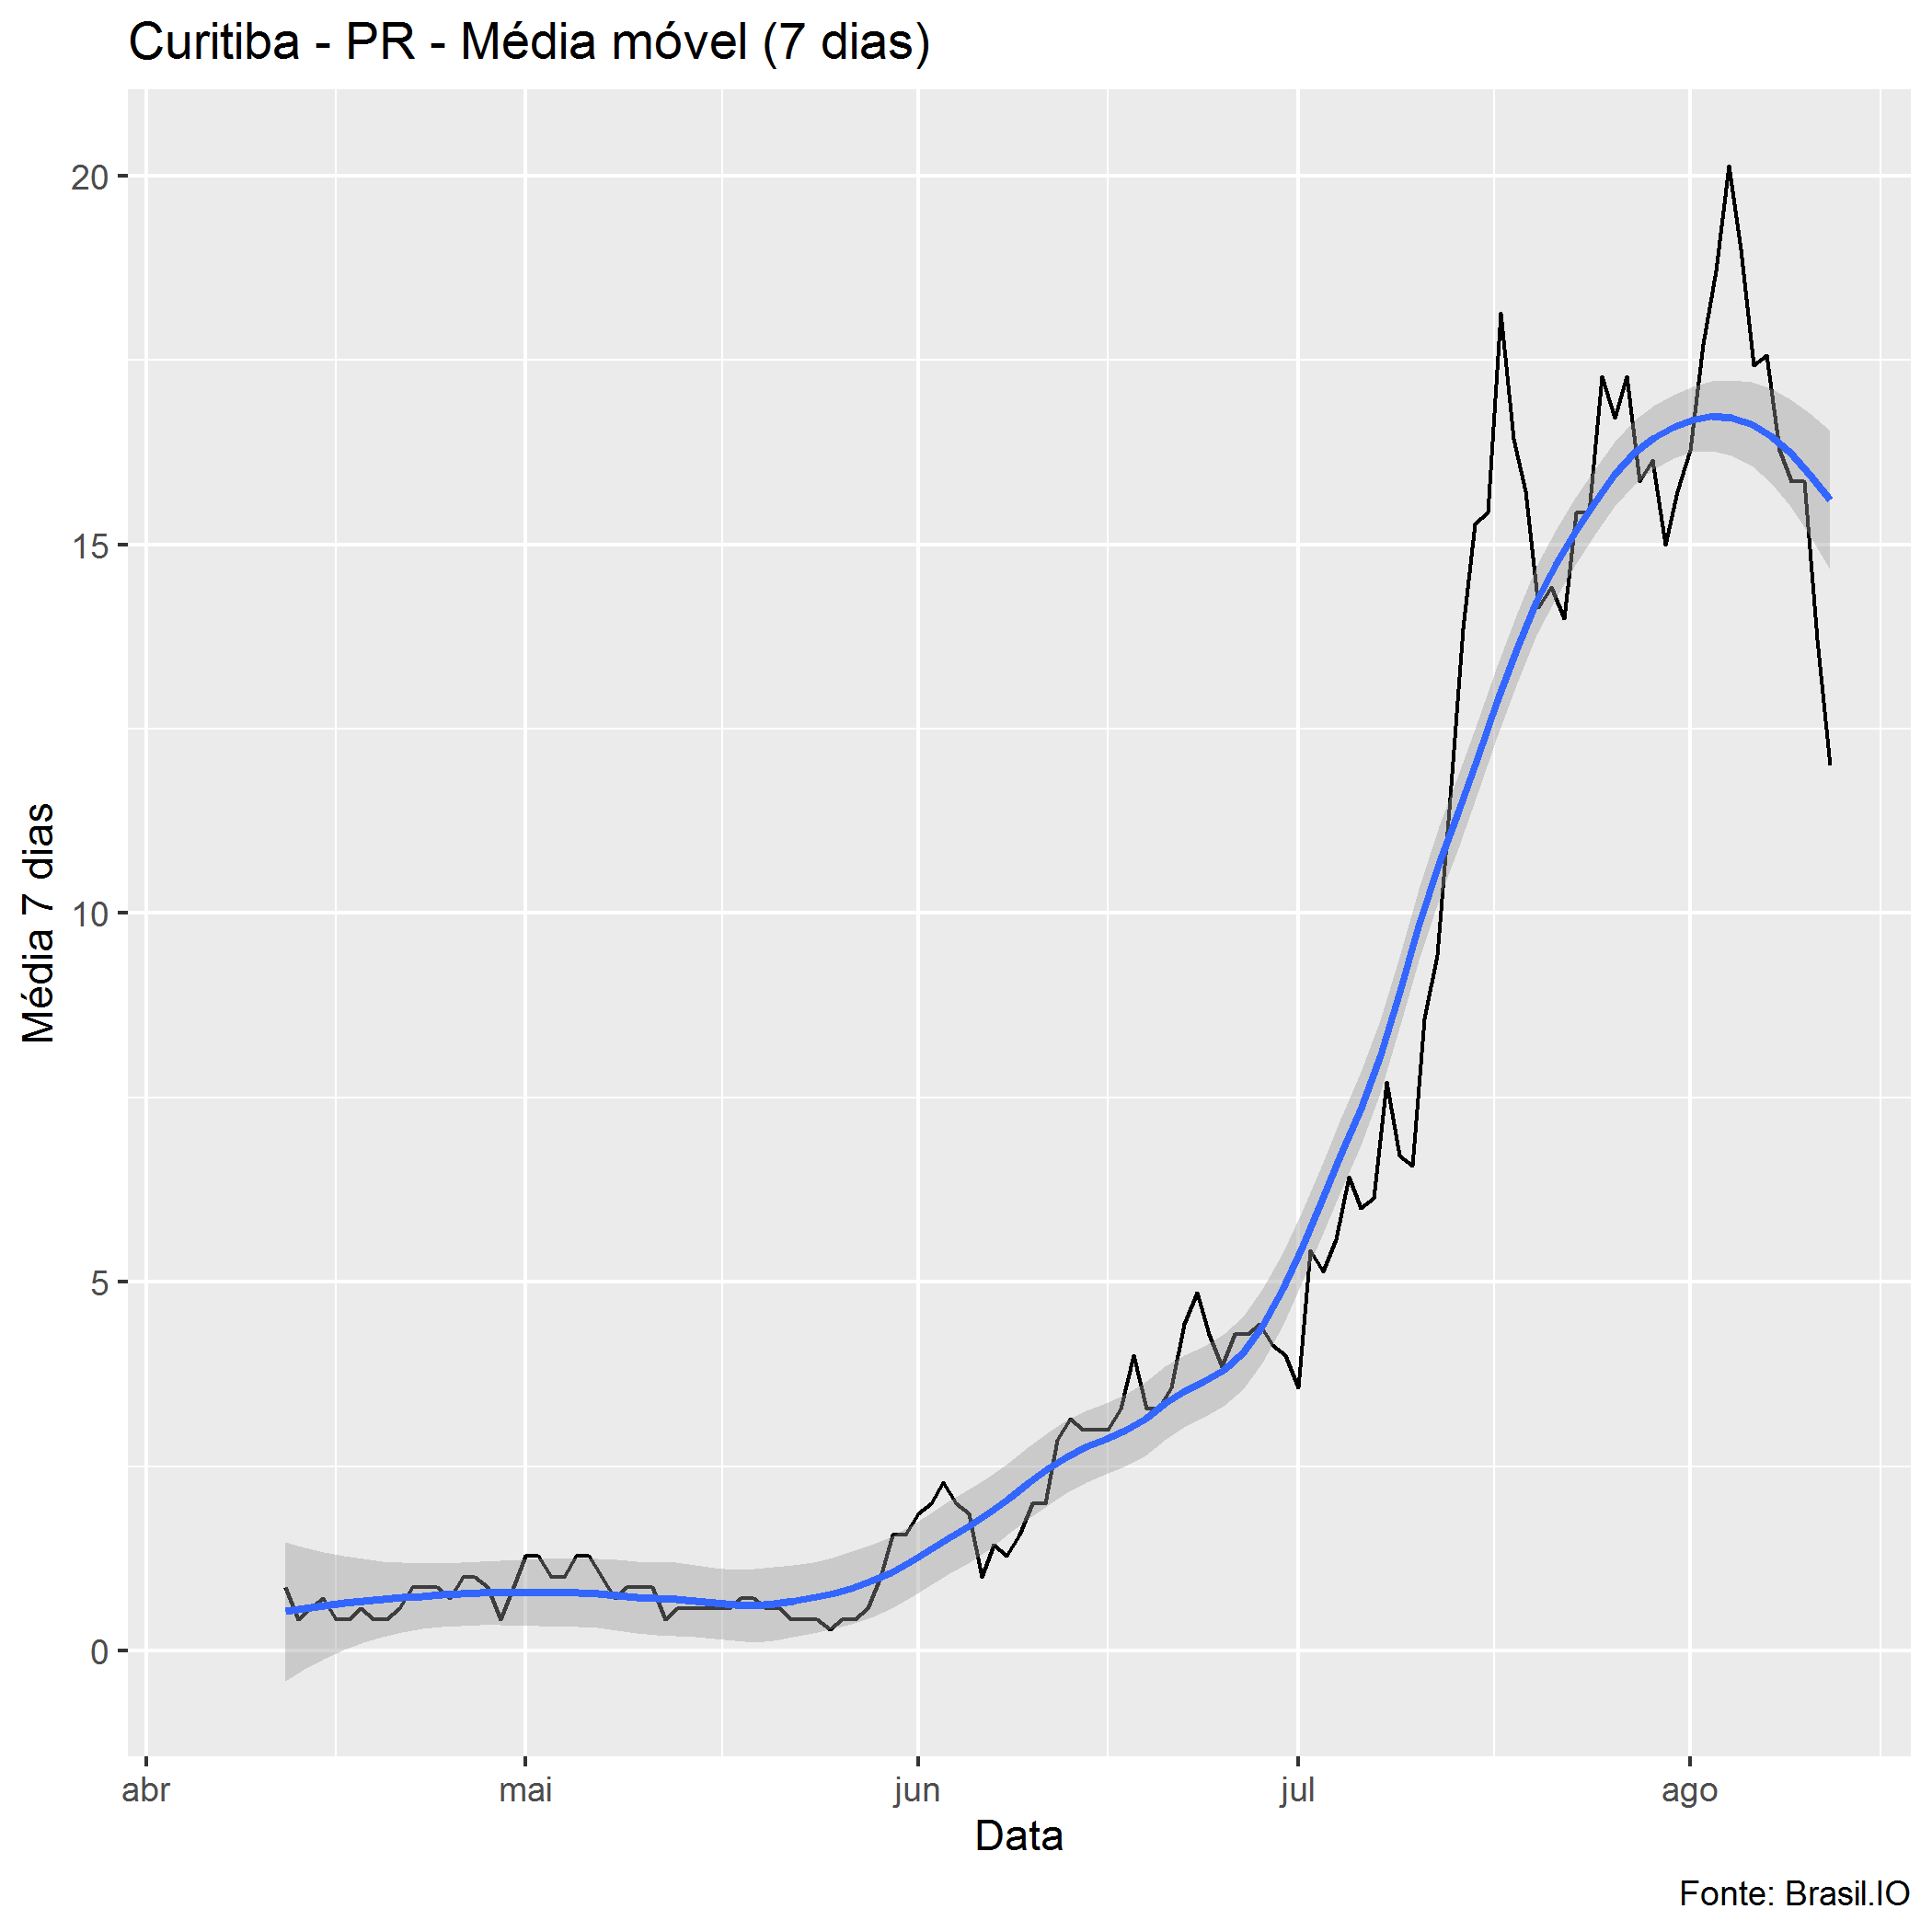 Curitiba - PR - Média móvel (7 dias)
Média 7 dias
20
15
10
5
0
abr mai jun jul ago
Data
Fonte: Brasil.IO